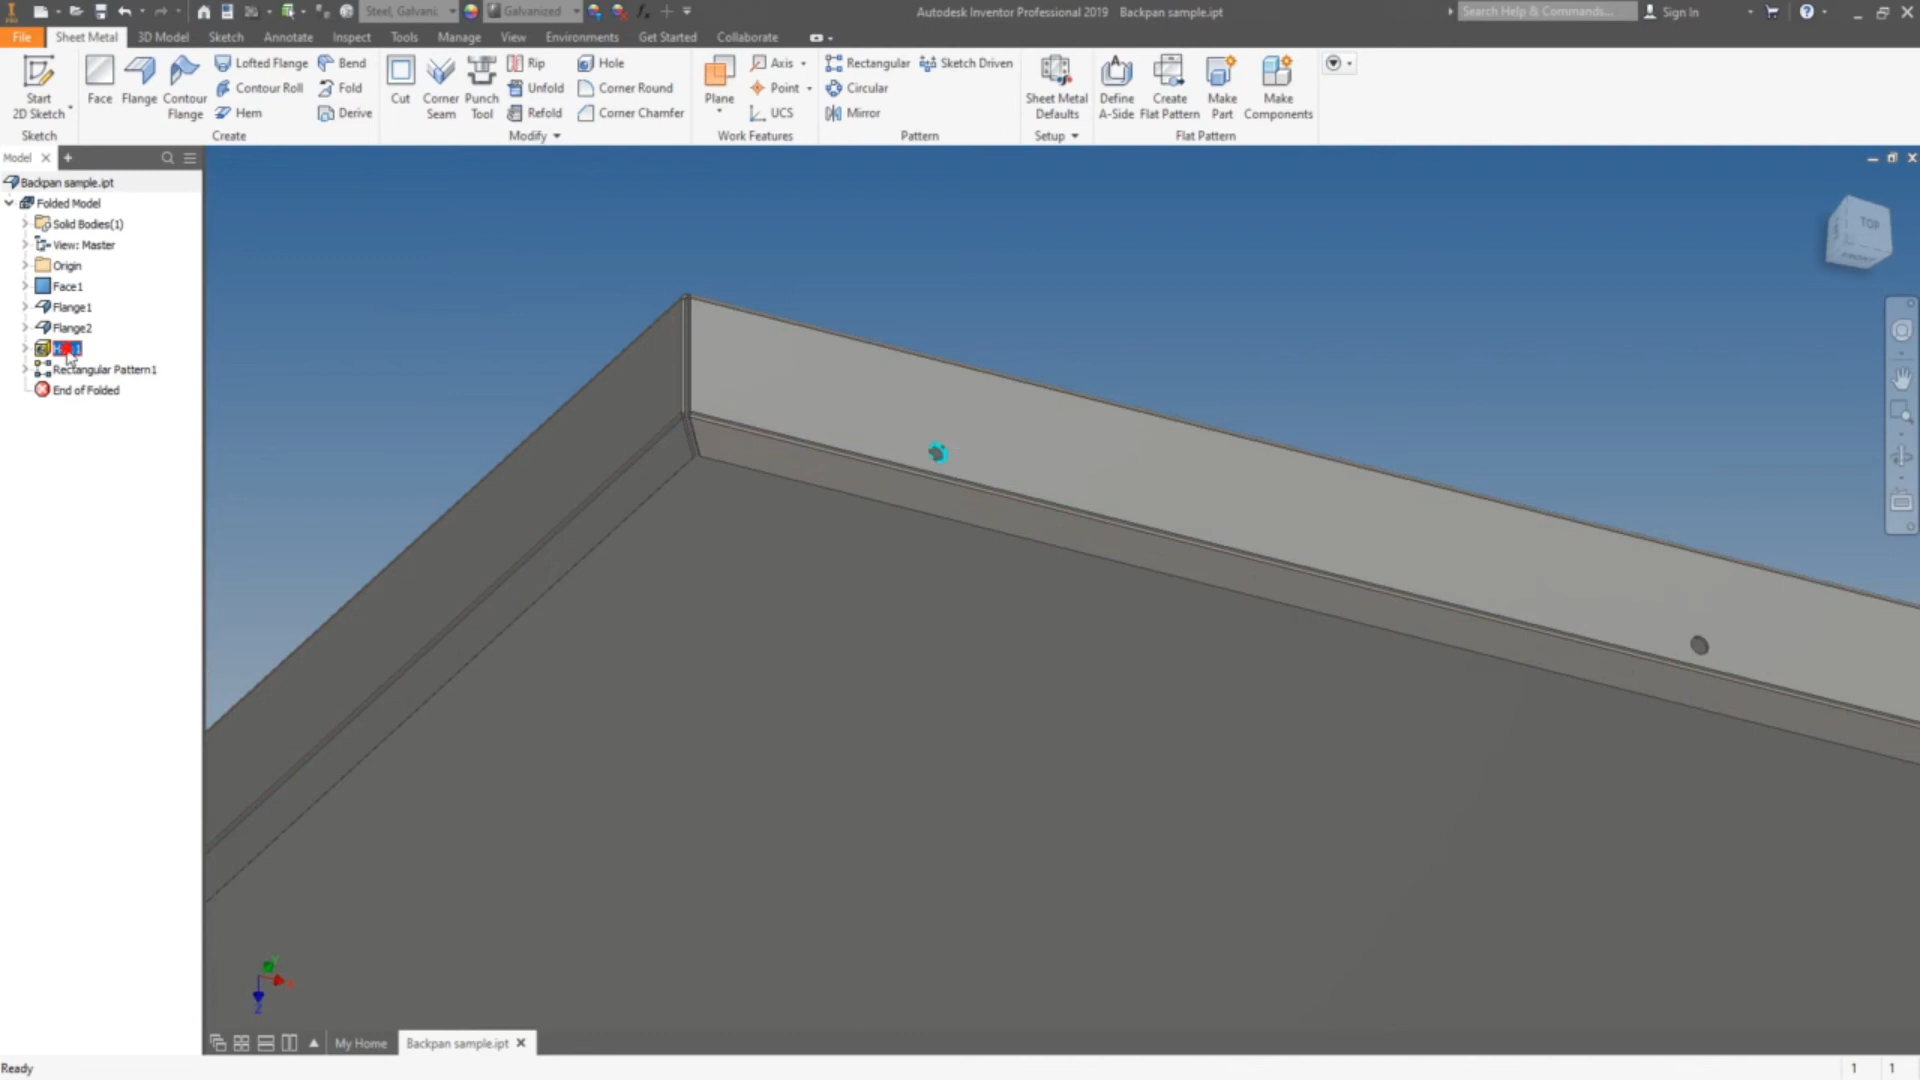 Steel, Galvani: Galvanized Autodesk Inventor Professional 2019 Backpan sample.ipt Search Help & Commands... Sign In
File Sheet Metal 3D Model Sketch Annotate Inspect Tools Manage View Environments Get Started Collaborate
Start
2D Sketch
Sketch
Face
Flange
Contour
Flange
Lofted Flange
Contour Roll
Hem
Bend
Fold
Derive
Create
Cut
Corner
Seam
Punch
Tool
Rip
Unfold
Refold
Hole
Corner Round
Corner Chamfer
Modify
Plane
Axis
Point
UCS
Work Features
Rectangular
Circular
Mirror
Sketch Driven
Pattern
Sheet Metal
Defaults
Setup
Define
A-Side
Create
Flat Pattern
Make
Part
Make
Components
Flat Pattern
Model
Backpan sample.ipt
Folded Model
Solid Bodies(1)
View: Master
Origin
Face1
Flange1
Flange2
Rectangular Pattern1
End of Folded
TOP
FRONT
Z
My Home
Backpan sample.ipt
Ready
1 1